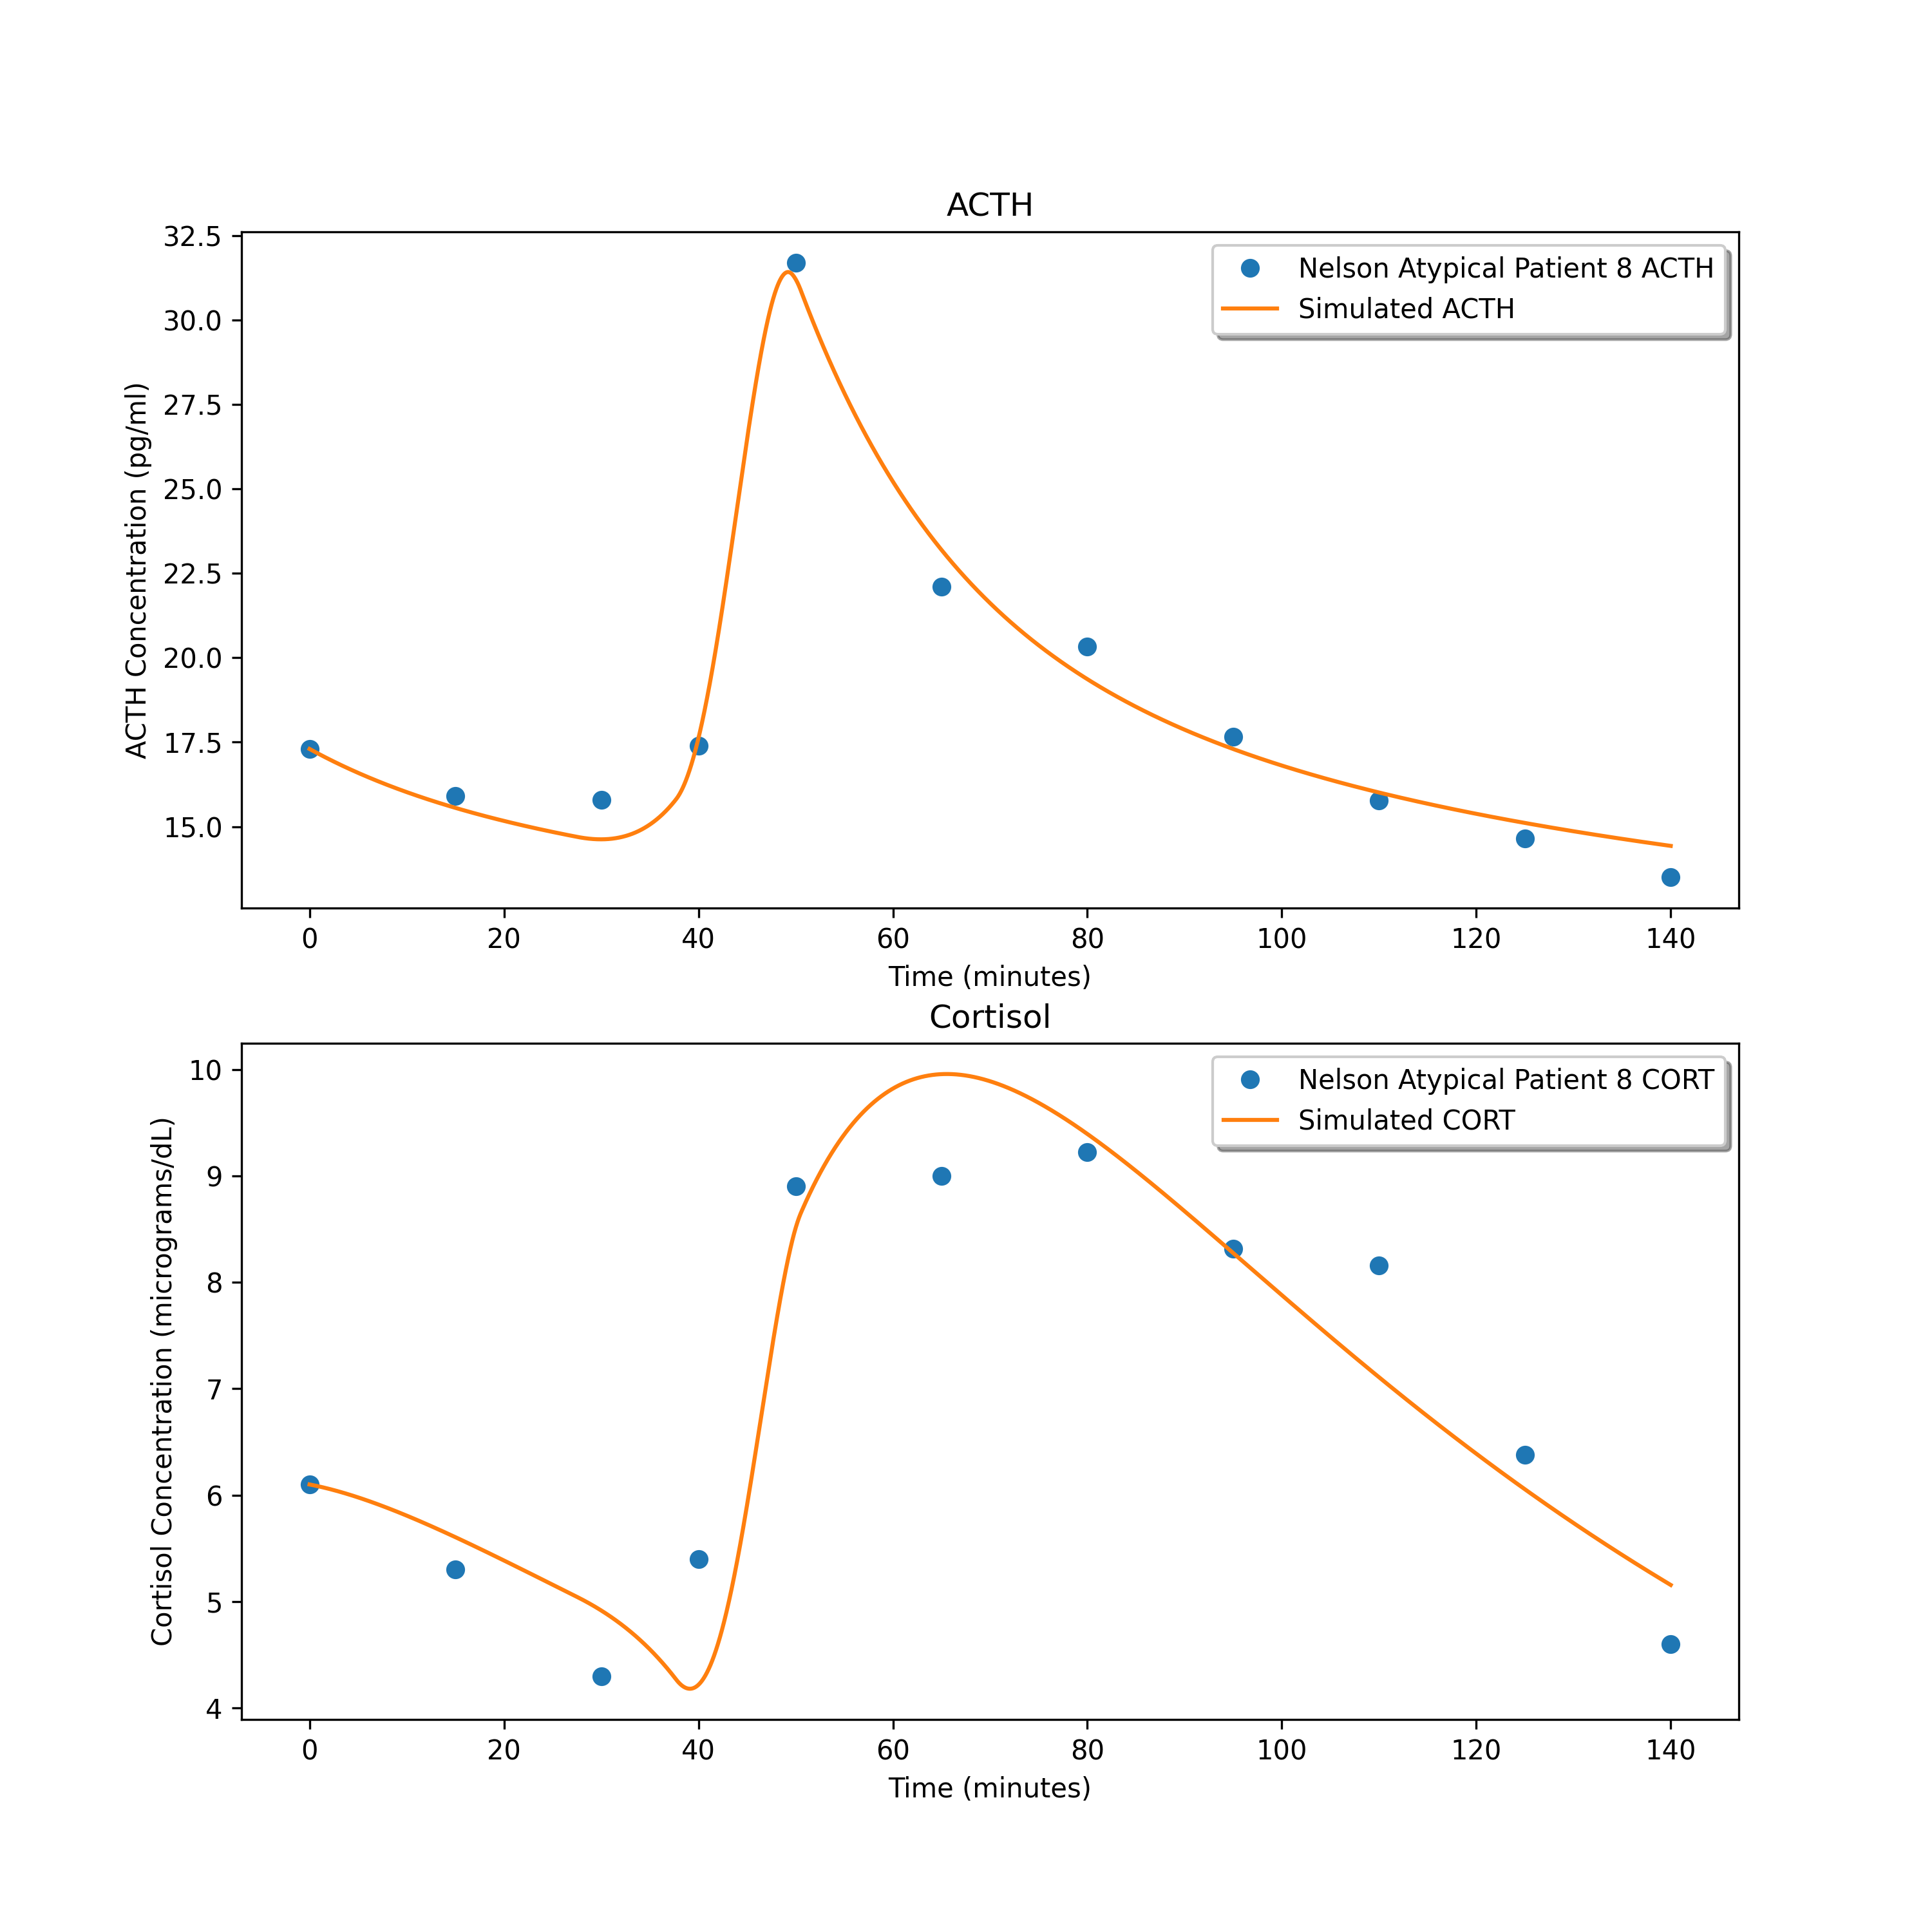 ACTH
32.5
30.0
27.5
25.0
22.5
20.0
17.5
15.0
ACTH Concentration (pg/ml)
Nelson Atypical Patient 8 ACTH
Simulated ACTH
0 20 40 60 80 100 120 140
Time (minutes)
Cortisol
10
9
8
7
6
5
4
Cortisol Concentration (micrograms/dL)
Nelson Atypical Patient 8 CORT
Simulated CORT
0 20 40 60 80 100 120 140
Time (minutes)